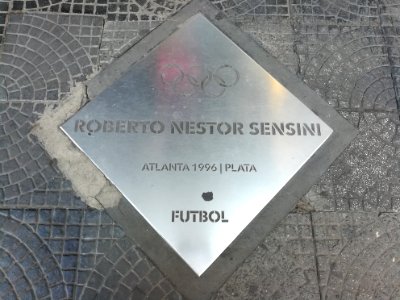 ROBERTO NESTOR SENSINI
ATLANTA 1996 | PLATA
FUTBOL